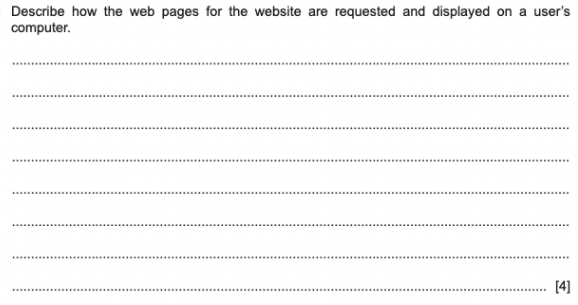 Describe how the web pages for the website are requested and displayed on a user's
computer.
[4]